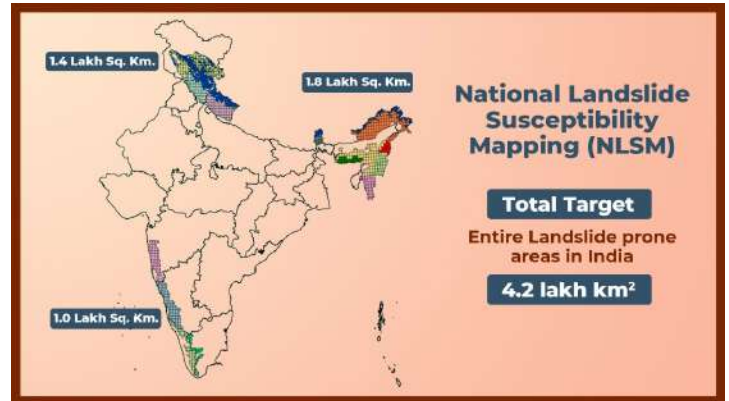 1.4 Lakh Sq. Km.
1.8 Lakh Sq. Km.
1.0 Lakh Sq. Km.
National Landslide
Susceptibility
Mapping (NLSM)
Total Target
Entire Landslide prone
areas in India
4.2 lakh km²